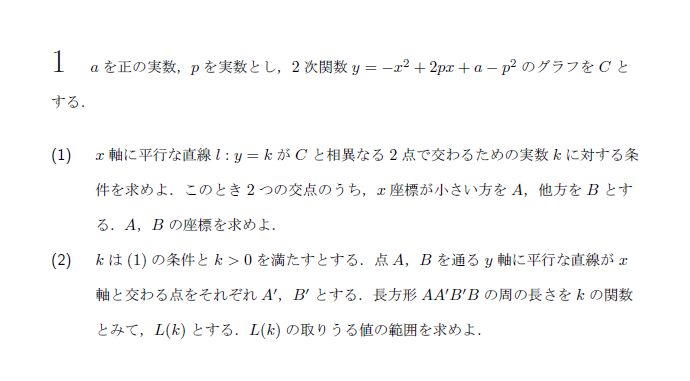 1 a を正の実数，p を実数とし，2 次関数 y = −x² + 2px + a − p² のグラフを C と
する．
(1) x 軸に平行な直線 l : y = k が C と相異なる 2 点で交わるための実数 k に対する条
件を求めよ．このとき 2 つの交点のうち，x 座標が小さい方を A，他方を B とす
る．A，B の座標を求めよ．
(2) k は (1) の条件と k > 0 を満たすとする．点 A，B を通る y 軸に平行な直線が x
軸と交わる点をそれぞれ A′，B′ とする．長方形 AA′B′B の周の長さを k の関数
とみて，L(k) とする．L(k) の取りうる値の範囲を求めよ．